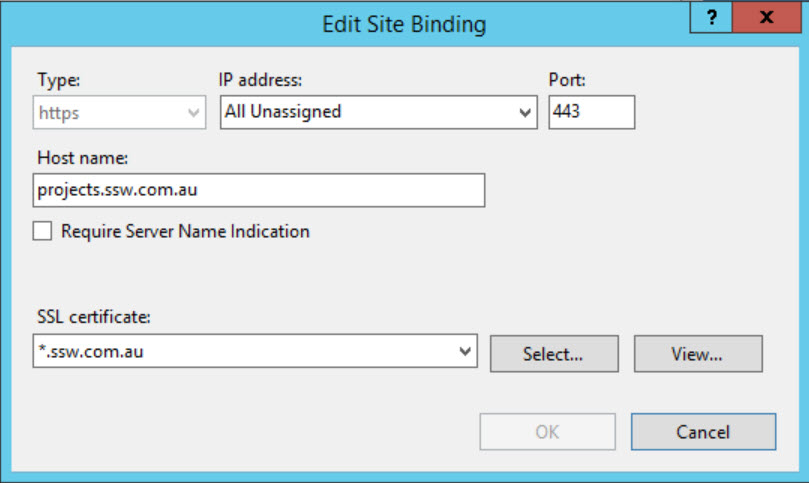 Edit Site Binding
?
x
Type:
IP address:
Port:
https
All Unassigned
443
Host name:
projects.ssw.com.au
Require Server Name Indication
SSL certificate:
*.ssw.com.au
Select...
View...
OK
Cancel